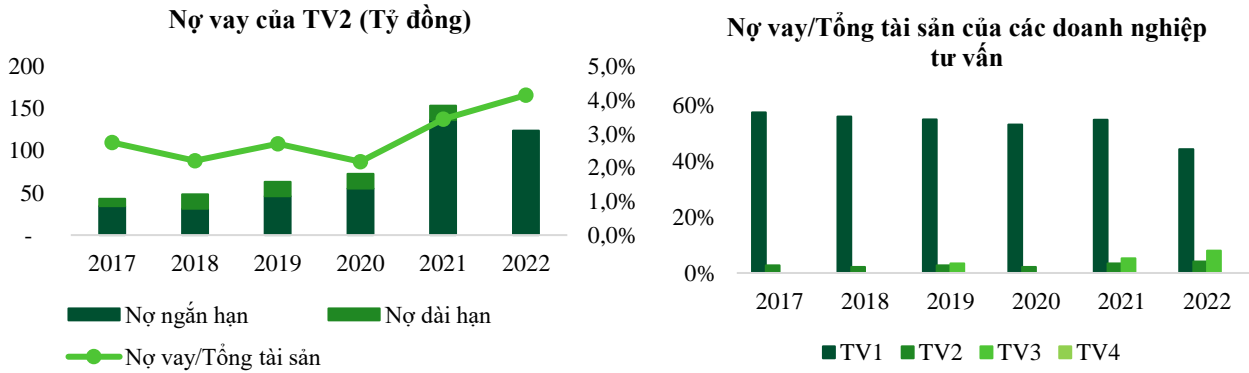 Nợ vay của TV2 (Tỷ đồng)
200
150
100
50
-
5,0%
4,0%
3,0%
2,0%
1,0%
0,0%
2017 2018 2019 2020 2021 2022
Nợ ngắn hạn Nợ dài hạn
Nợ vay/Tổng tài sản
Nợ vay/Tổng tài sản của các doanh nghiệp
tư vấn
60%
40%
20%
0%
2017 2018 2019 2020 2021 2022
TV1 TV2 TV3 TV4